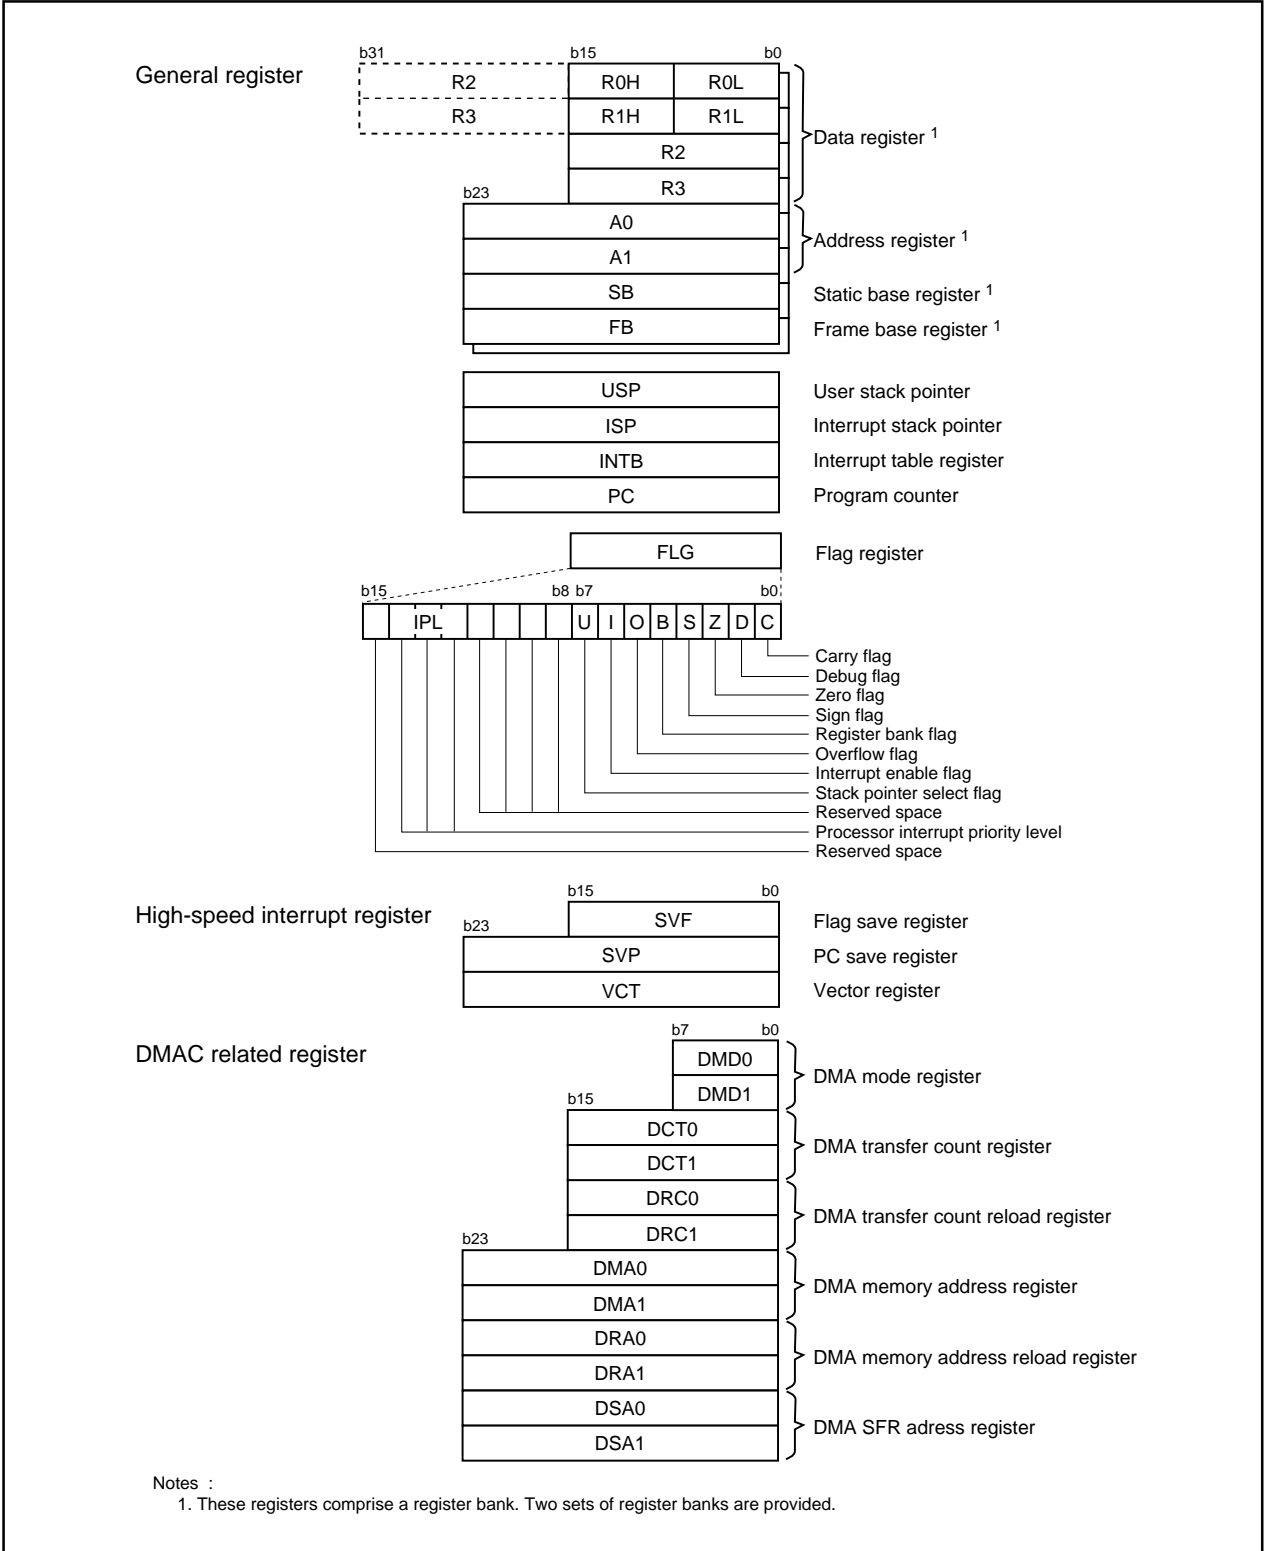 b31 b15 b0
General register R2 R0H R0L
R3 R1H R1L
Data register 1
R2
b23 R3
A0
Address register 1
A1
SB Static base register 1
FB Frame base register 1
USP User stack pointer
ISP Interrupt stack pointer
INTB Interrupt table register
PC Program counter
FLG Flag register
b15 b8 b7 b0
IPL U I O B S Z D C
Carry flag
Debug flag
Zero flag
Sign flag
Register bank flag
Overflow flag
Interrupt enable flag
Stack pointer select flag
Reserved space
Processor interrupt priority level
Reserved space
b15 b0
High-speed interrupt register b23 SVF Flag save register
SVP PC save register
VCT Vector register
b7 b0
DMAC related register DMD0
DMA mode register
b15 DMD1
DCT0
DMA transfer count register
DCT1
DRC0
DMA transfer count reload register
b23 DRC1
DMA0
DMA memory address register
DMA1
DRA0
DMA memory address reload register
DRA1
DSA0
DMA SFR adress register
DSA1
Notes :
1. These registers comprise a register bank. Two sets of register banks are provided.